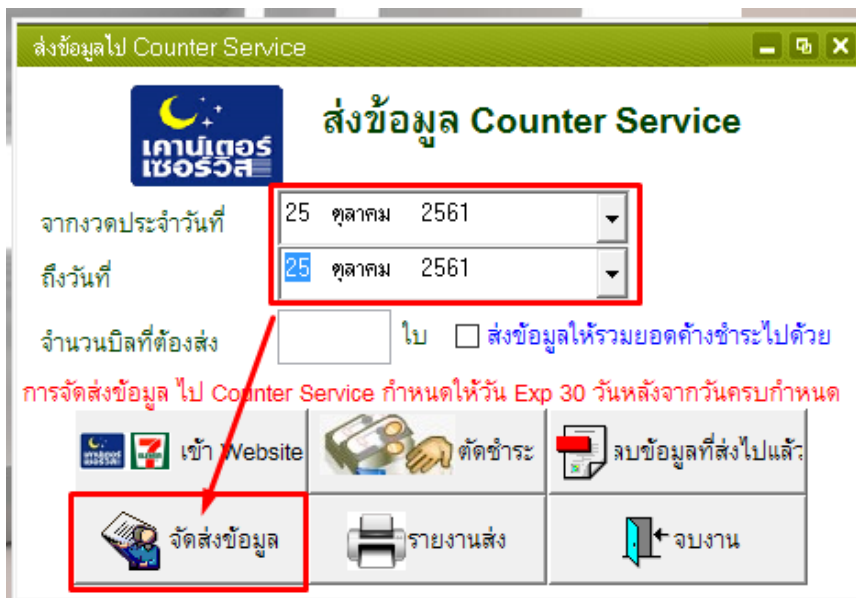 ส่งข้อมูลไป Counter Service
เคาน์เตอร์
เซอร์วิส
ส่งข้อมูล Counter Service
จากงวดประจำวันที่ 25 ตุลาคม 2561
ถึงวันที่ 25 ตุลาคม 2561
จำนวนบิลที่ต้องส่ง ใบ ส่งข้อมูลให้รวมยอดค้างชำระไปด้วย
การจัดส่งข้อมูล ไป Counter Service กำหนดให้วัน Exp 30 วันหลังจากวันครบกำหนด
เข้า Website ตัดชำระ ลบข้อมูลที่ส่งไปแล้ว
จัดส่งข้อมูล รายงานส่ง จบงาน